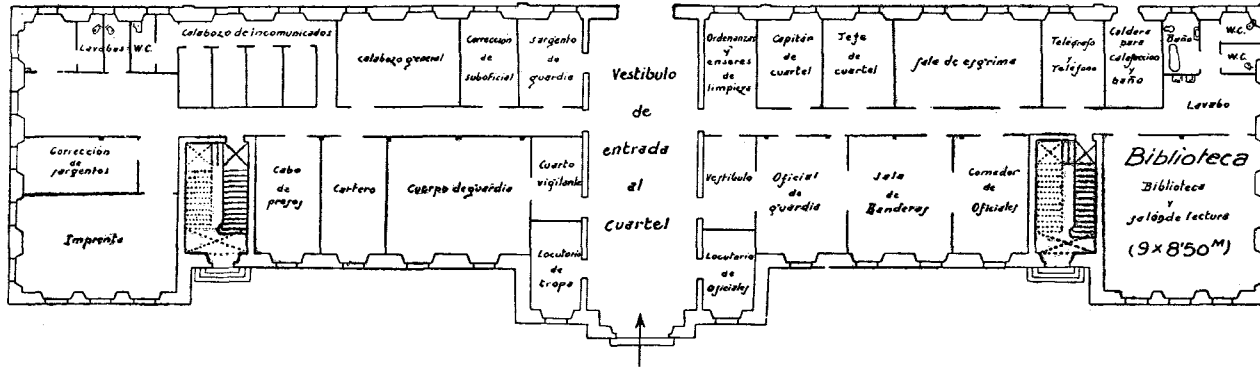 Lavabos
W.C.
Calabozo de incomunicados
Calabozo general
Corrección
de
suboficial
Sargento
de
guardia
Vestíbulo
de
entrada
al
cuartel
Ordenanzas
y
enseres
de
limpieza
Capitán
de
cuartel
Jefe
de
cuartel
Sala de esgrima
Telégrafo
y
Teléfono
Caldera
para
calefaccion
y
baño
Baño
W.C.
W.C.
Lavabo
Corrección
de
sargentos
Imprenta
Cabo
de
presos
Cartero
Cuerpo de guardia
Cuarto
vigilante
Locutorio
de
tropa
Vestíbulo
Locutorio
de
Oficiales
Oficial
de
guardia
Sala
de
Banderas
Comedor
de
Oficiales
Biblioteca
Biblioteca
y
salón de lectura
(9 × 8'50 M)